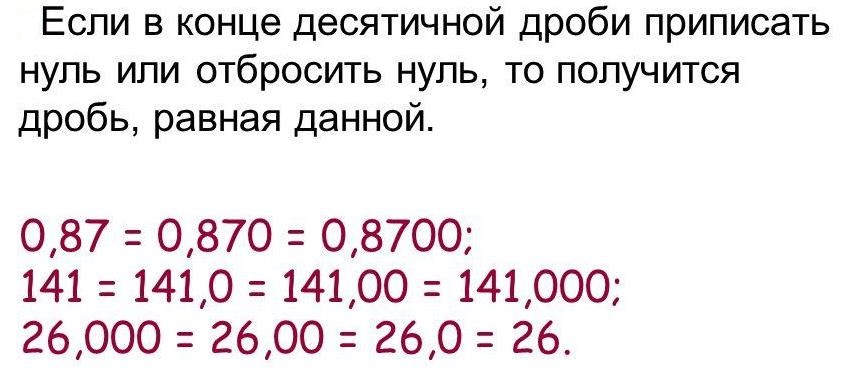 Если в конце десятичной дроби приписать
нуль или отбросить нуль, то получится
дробь, равная данной.
0,87 = 0,870 = 0,8700;
141 = 141,0 = 141,00 = 141,000;
26,000 = 26,00 = 26,0 = 26.